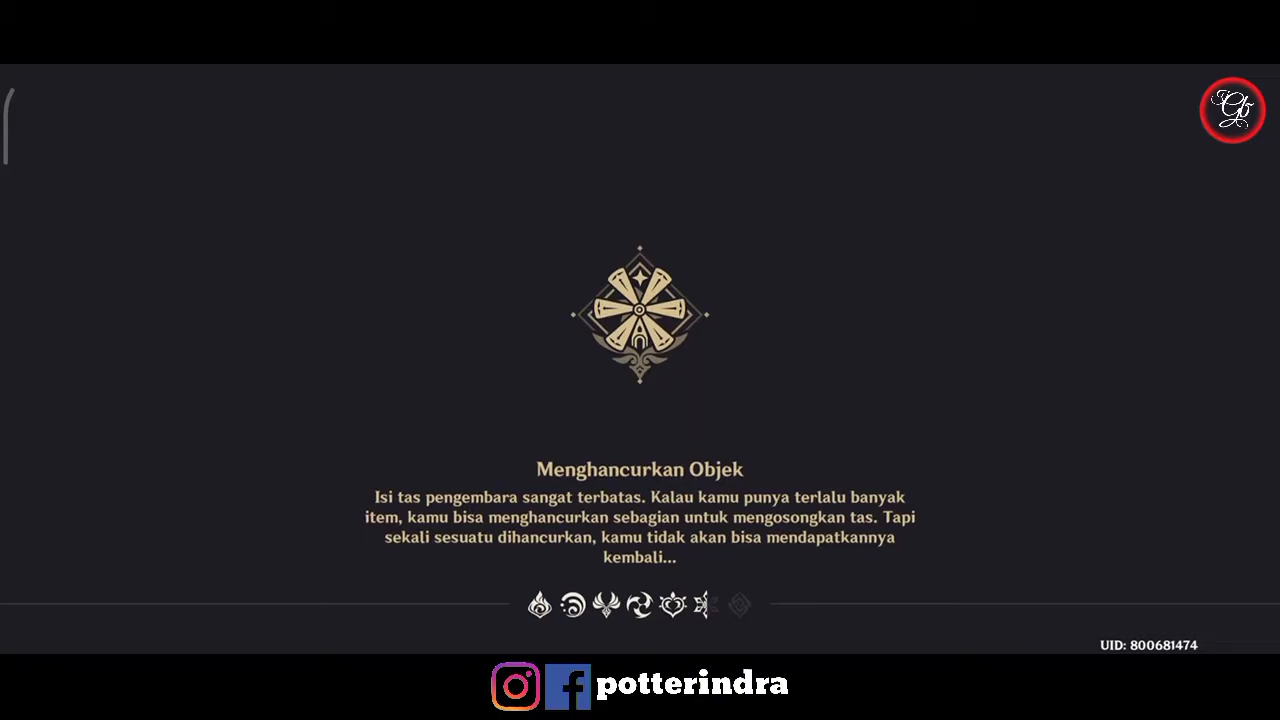 Menghancurkan Objek
Isi tas pengembara sangat terbatas. Kalau kamu punya terlalu banyak
item, kamu bisa menghancurkan sebagian untuk mengosongkan tas. Tapi
sekali sesuatu dihancurkan, kamu tidak akan bisa mendapatkannya
kembali...
UID: 800681474
potterindra